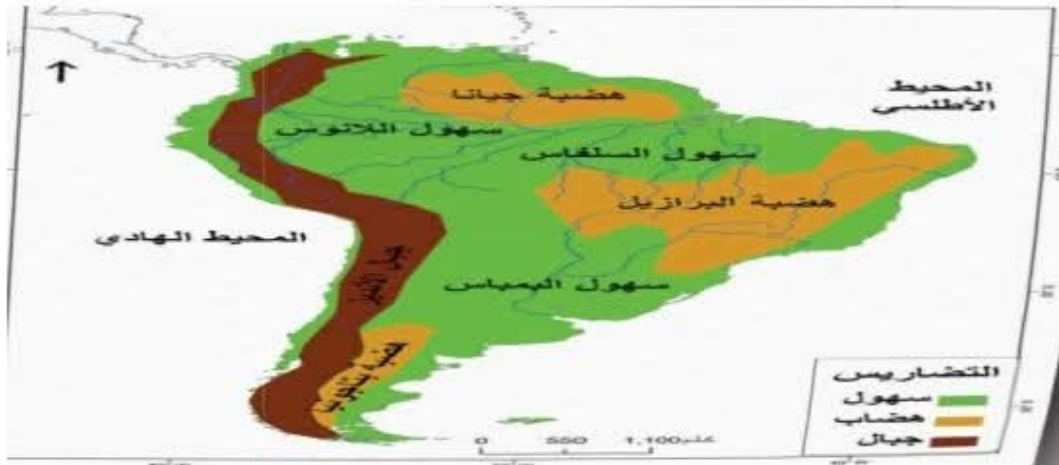 المحيط
الأطلسي
هضبة جيانا
سهول اللانوس
سهول السلفاس
هضبة البرازيل
المحيط الهادي
سهول البمباس
التضاريس
سهول
هضاب
جبال
0 550 1,100